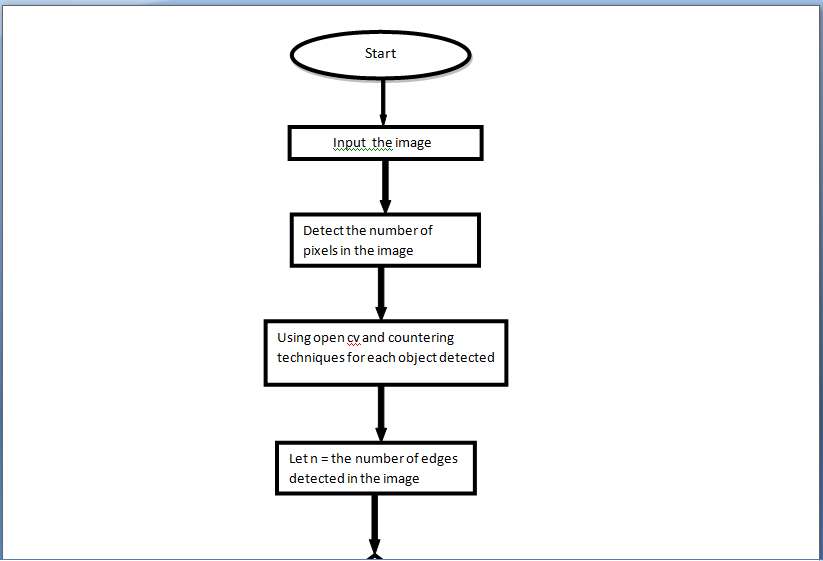 Start
Input the image
Detect the number of
pixels in the image
Using open cv and countering
techniques for each object detected
Let n = the number of edges
detected in the image